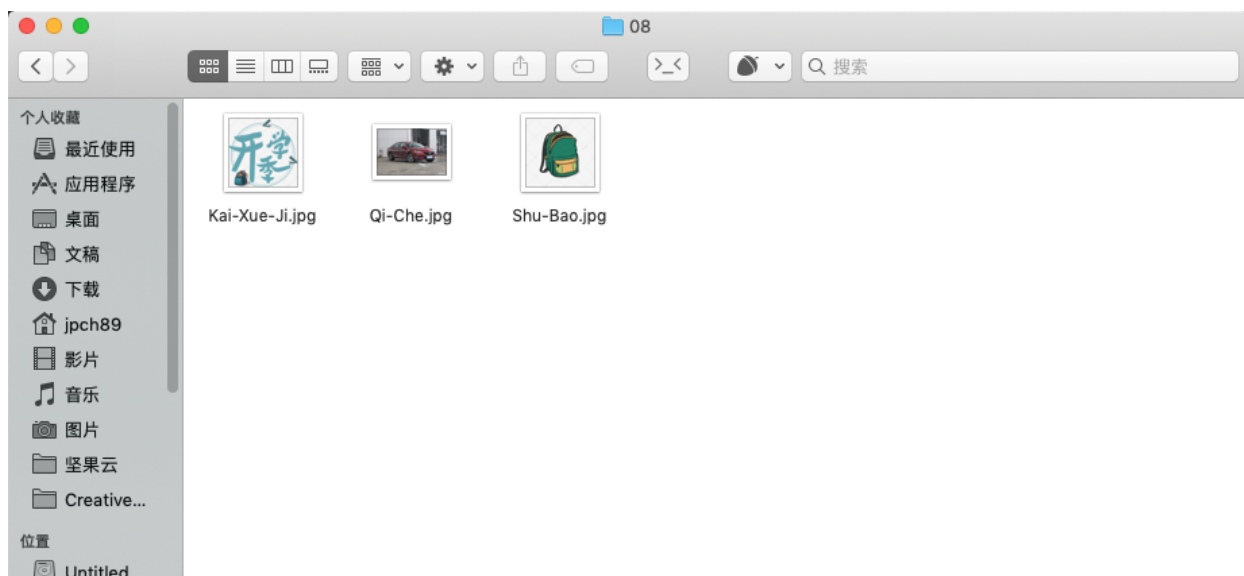 08
搜索
个人收藏
最近使用
应用程序
桌面
文稿
下载
jpch89
影片
音乐
图片
坚果云
Creative...
位置
Untitled
开学季
Kai-Xue-Ji.jpg
Qi-Che.jpg
Shu-Bao.jpg